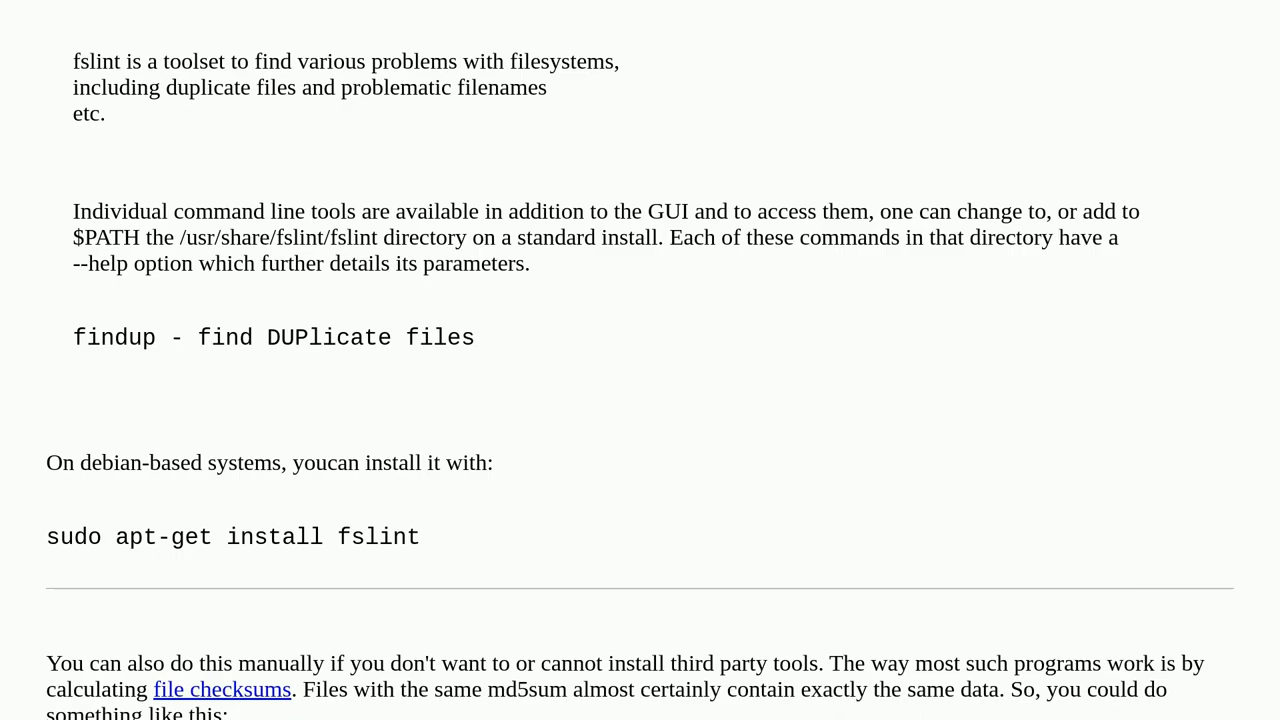 fslint is a toolset to find various problems with filesystems,
including duplicate files and problematic filenames
etc.
Individual command line tools are available in addition to the GUI and to access them, one can change to, or add to
$PATH the /usr/share/fslint/fslint directory on a standard install. Each of these commands in that directory have a
--help option which further details its parameters.
findup - find DUPlicate files
On debian-based systems, youcan install it with:
sudo apt-get install fslint
You can also do this manually if you don't want to or cannot install third party tools. The way most such programs work is by
calculating file checksums. Files with the same md5sum almost certainly contain exactly the same data. So, you could do
something like this: